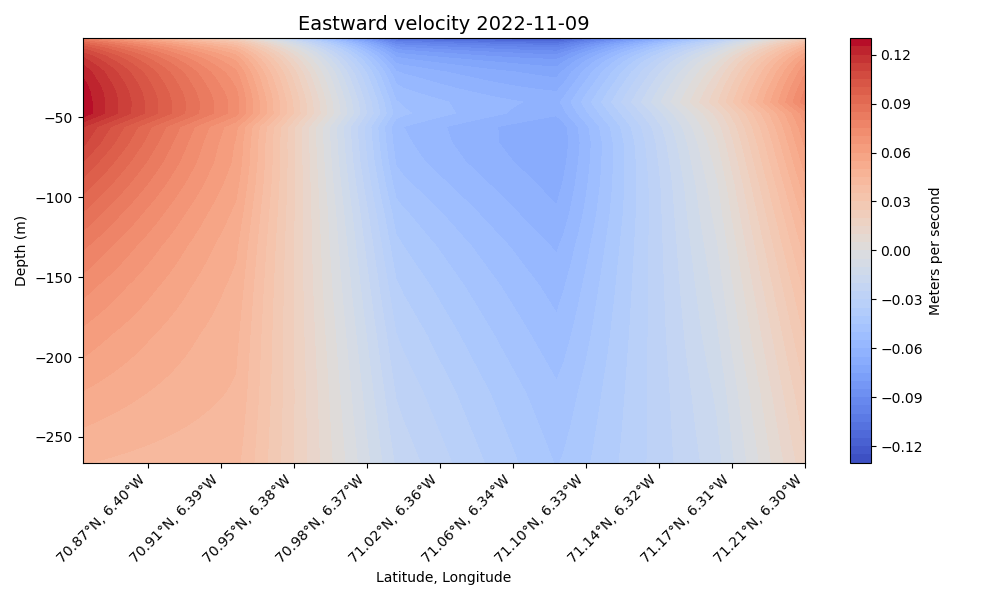 Eastward velocity 2022-11-09
Depth (m)
−50
−100
−150
−200
−250
70.87°N, 6.40°W
70.91°N, 6.39°W
70.95°N, 6.38°W
70.98°N, 6.37°W
71.02°N, 6.36°W
71.06°N, 6.34°W
71.10°N, 6.33°W
71.14°N, 6.32°W
71.17°N, 6.31°W
71.21°N, 6.30°W
Latitude, Longitude
0.12
0.09
0.06
0.03
0.00
−0.03
−0.06
−0.09
−0.12
Meters per second